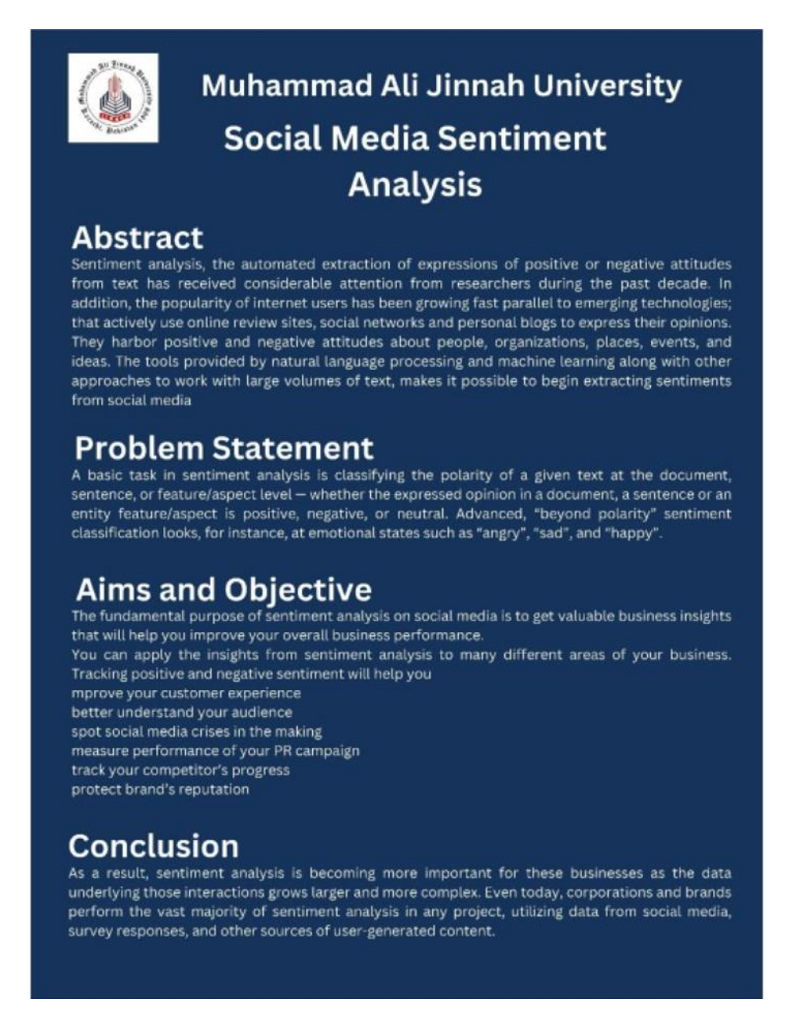 Muhammad Ali Jinnah University
Karachi, Pakistan
Muhammad Ali Jinnah University
Social Media Sentiment
Analysis
Abstract
Sentiment analysis, the automated extraction of expressions of positive or negative attitudes
from text has received considerable attention from researchers during the past decade. In
addition, the popularity of internet users has been growing fast parallel to emerging technologies;
that actively use online review sites, social networks and personal blogs to express their opinions.
They harbor positive and negative attitudes about people, organizations, places, events, and
ideas. The tools provided by natural language processing and machine learning along with other
approaches to work with large volumes of text, makes it possible to begin extracting sentiments
from social media
Problem Statement
A basic task in sentiment analysis is classifying the polarity of a given text at the document,
sentence, or feature/aspect level — whether the expressed opinion in a document, a sentence or an
entity feature/aspect is positive, negative, or neutral. Advanced, “beyond polarity” sentiment
classification looks, for instance, at emotional states such as “angry”, “sad”, and “happy”.
Aims and Objective
The fundamental purpose of sentiment analysis on social media is to get valuable business insights
that will help you improve your overall business performance.
You can apply the insights from sentiment analysis to many different areas of your business.
Tracking positive and negative sentiment will help you
mprove your customer experience
better understand your audience
spot social media crises in the making
measure performance of your PR campaign
track your competitor’s progress
protect brand’s reputation
Conclusion
As a result, sentiment analysis is becoming more important for these businesses as the data
underlying those interactions grows larger and more complex. Even today, corporations and brands
perform the vast majority of sentiment analysis in any project, utilizing data from social media,
survey responses, and other sources of user-generated content.